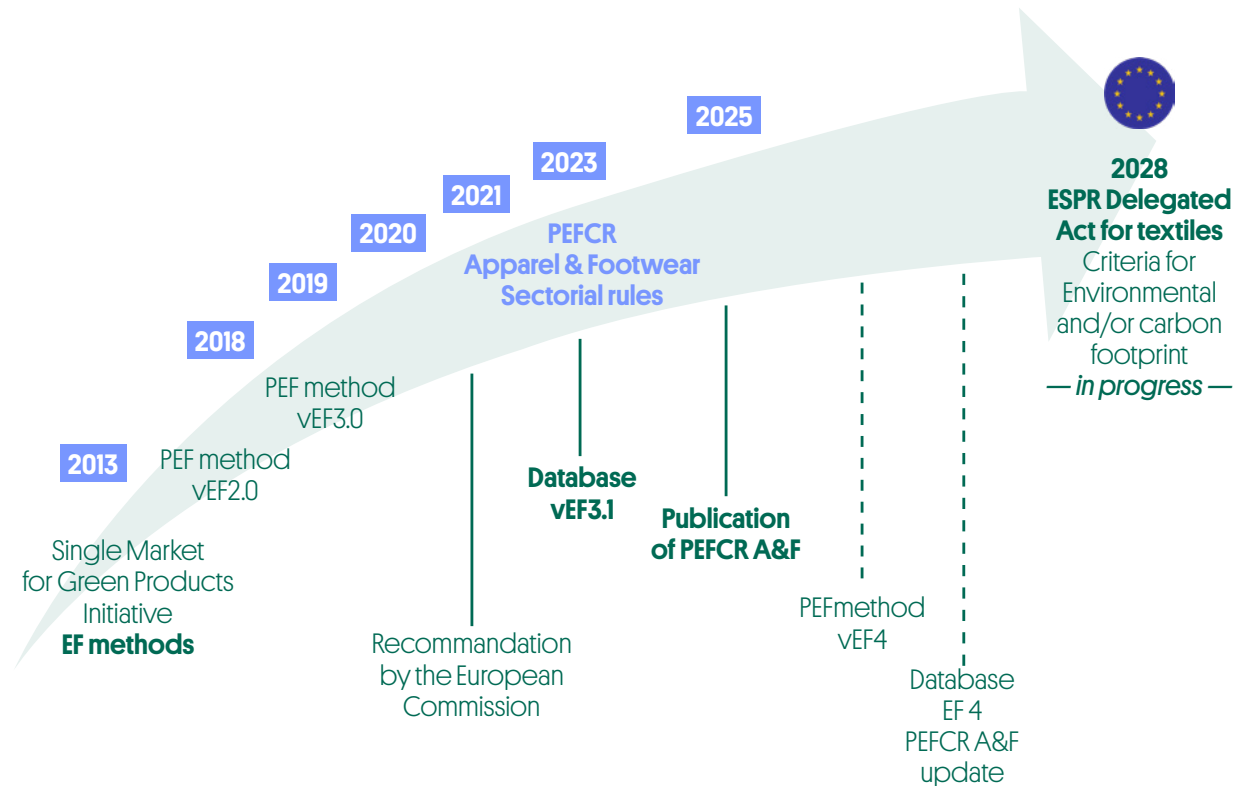 2013
Single Market
for Green Products
Initiative
EF methods
2018
PEF method
vEF2.0
2019
PEF method
vEF3.0
2020
2021
Recommandation
by the European
Commission
2023
PEFCR
Apparel & Footwear
Sectorial rules
Database
vEF3.1
2025
Publication
of PEFCR A&F
PEFmethod
vEF4
Database
EF 4
PEFCR A&F
update
2028
ESPR Delegated
Act for textiles
Criteria for
Environmental
and/or carbon
footprint
— in progress —